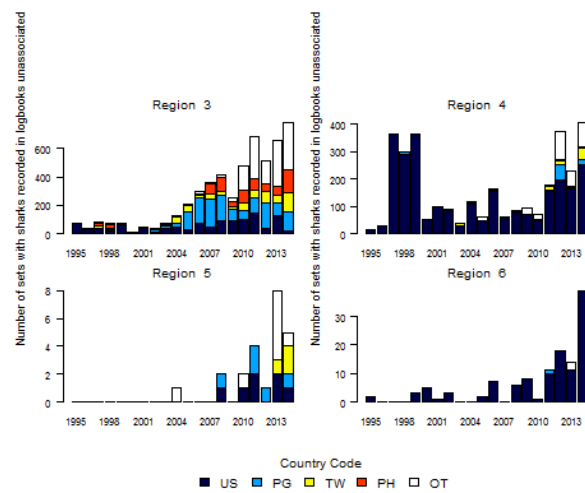 Number of sets with sharks recorded in logbooks unassociated
Region 3
600
400
200
0
1995 1998 2001 2004 2007 2010 2013
Number of sets with sharks recorded in logbooks unassociated
Region 4
400
300
200
100
0
1995 1998 2001 2004 2007 2010 2013
Region 5
8
6
4
2
0
1995 1998 2001 2004 2007 2010 2013
Region 6
30
20
10
0
1995 1998 2001 2004 2007 2010 2013
Country Code
US PG TW PH OT